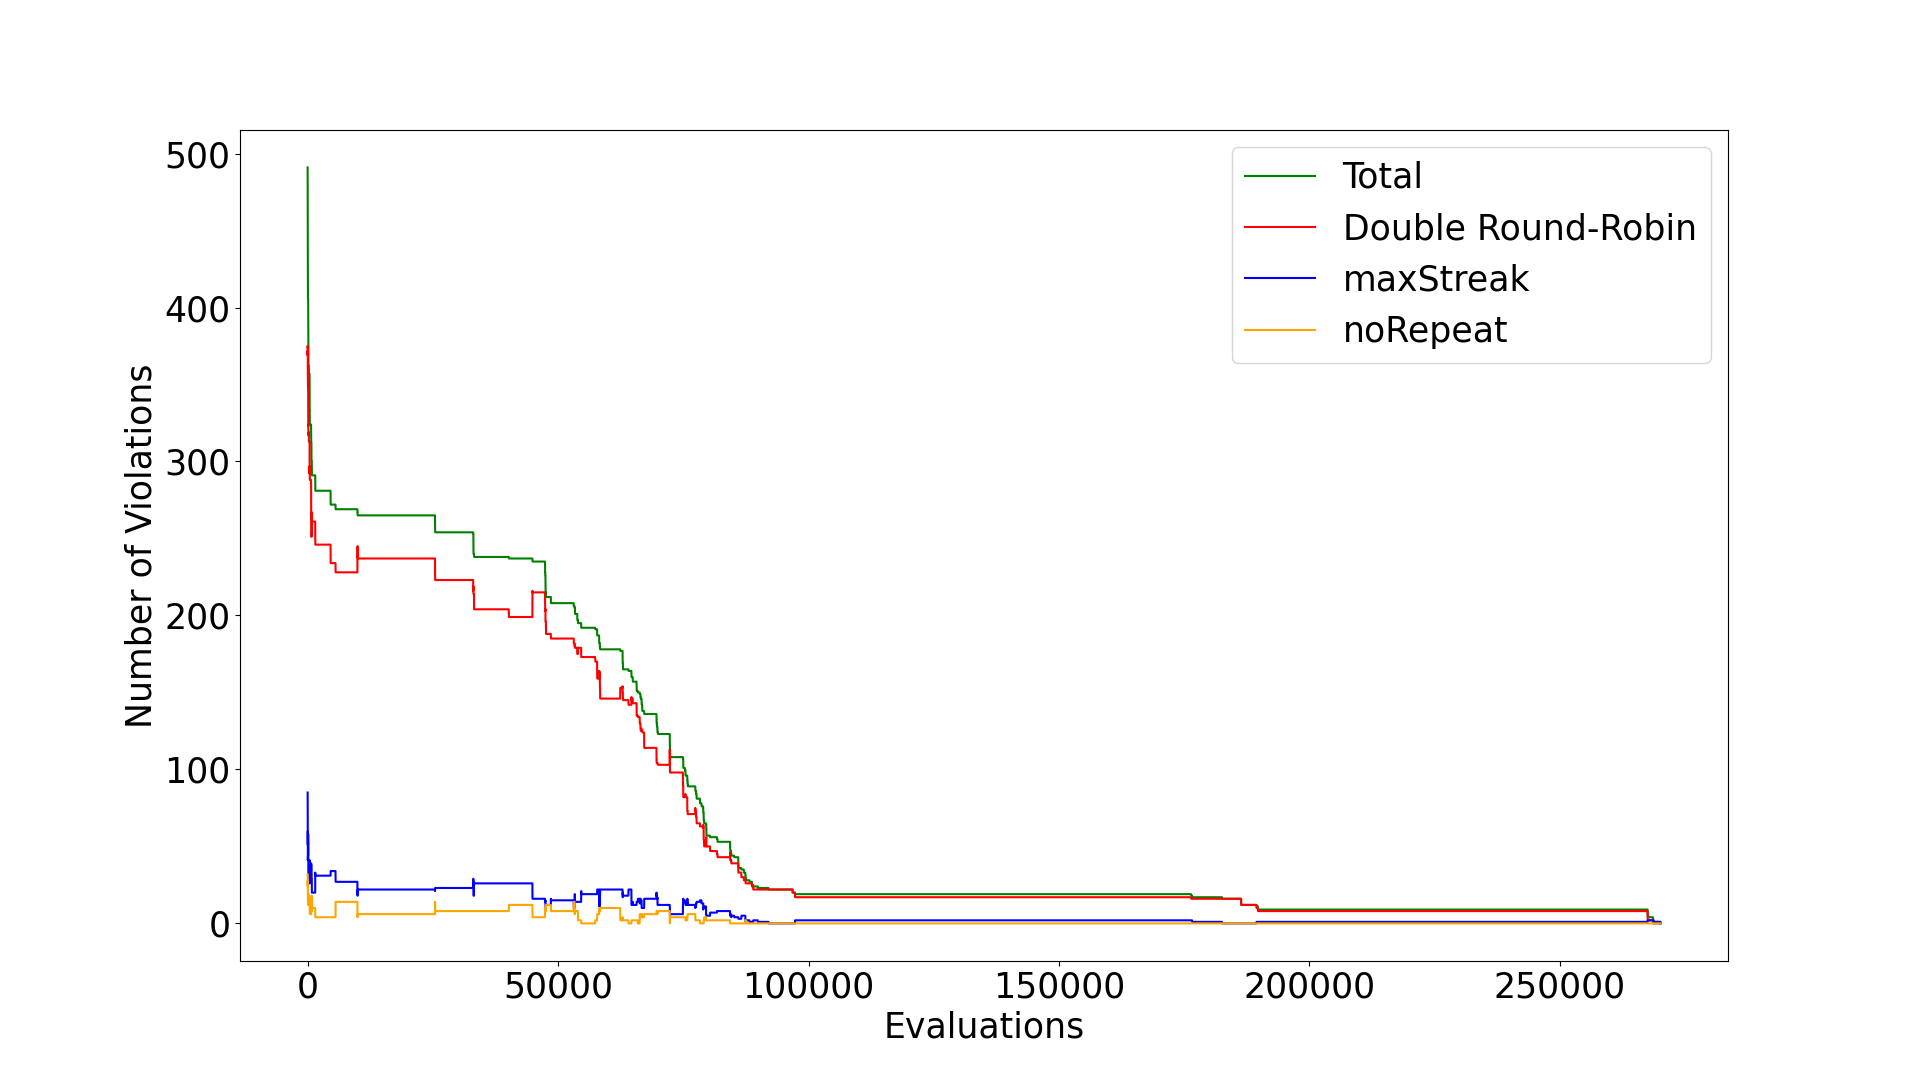 500
400
300
200
100
0
Number of Violations
Total
Double Round-Robin
maxStreak
noRepeat
0 50000 100000 150000 200000 250000
Evaluations